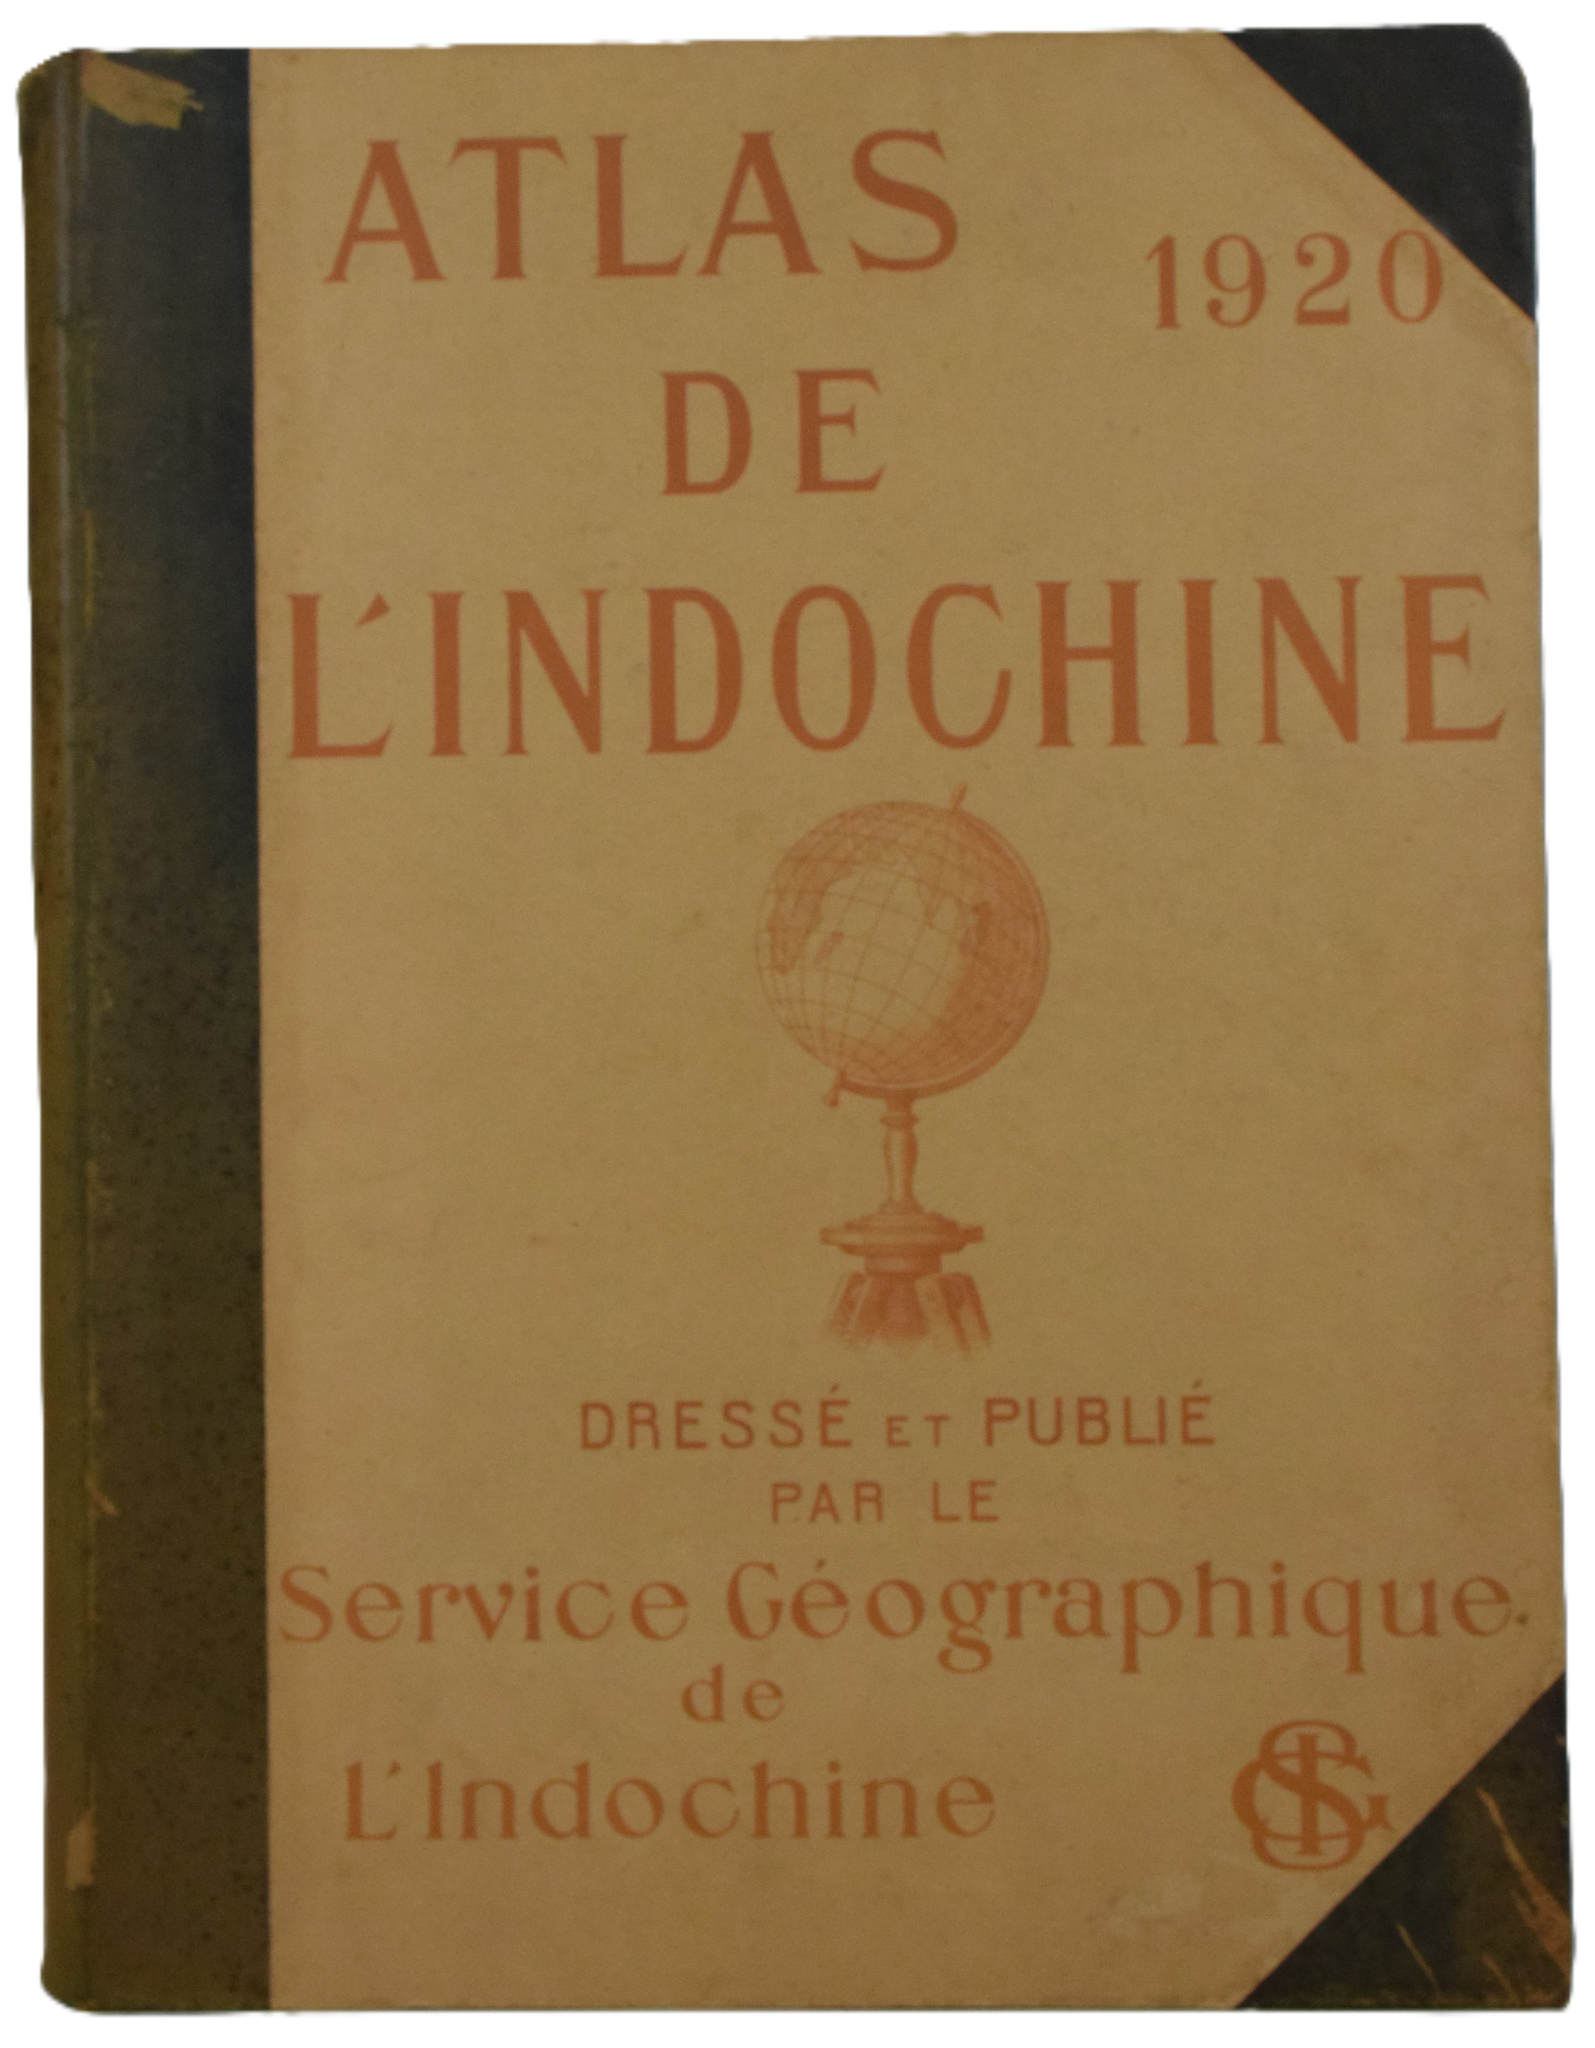 ATLAS
1920
DE
L'INDOCHINE
DRESSÉ ET PUBLIÉ
PAR LE
Service Géographique
de
L'Indochine
SGI